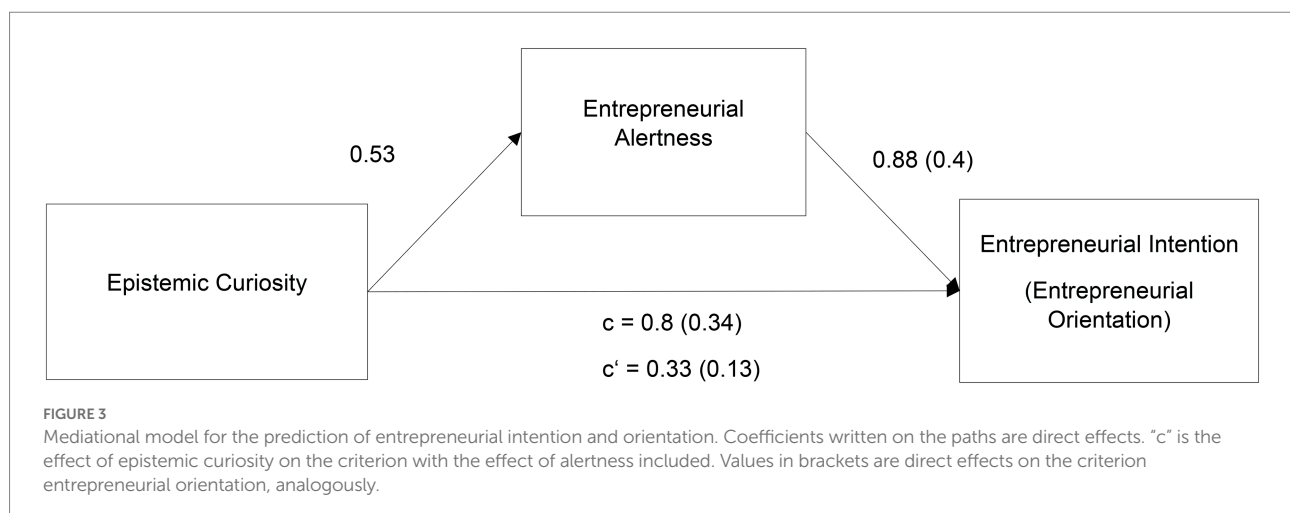 Entrepreneurial
Alertness
0.53
0.88 (0.4)
Epistemic Curiosity
Entrepreneurial Intention
(Entrepreneurial
Orientation)
c = 0.8 (0.34)
c‘ = 0.33 (0.13)
FIGURE 3
Mediational model for the prediction of entrepreneurial intention and orientation. Coefficients written on the paths are direct effects. “c” is the
effect of epistemic curiosity on the criterion with the effect of alertness included. Values in brackets are direct effects on the criterion
entrepreneurial orientation, analogously.